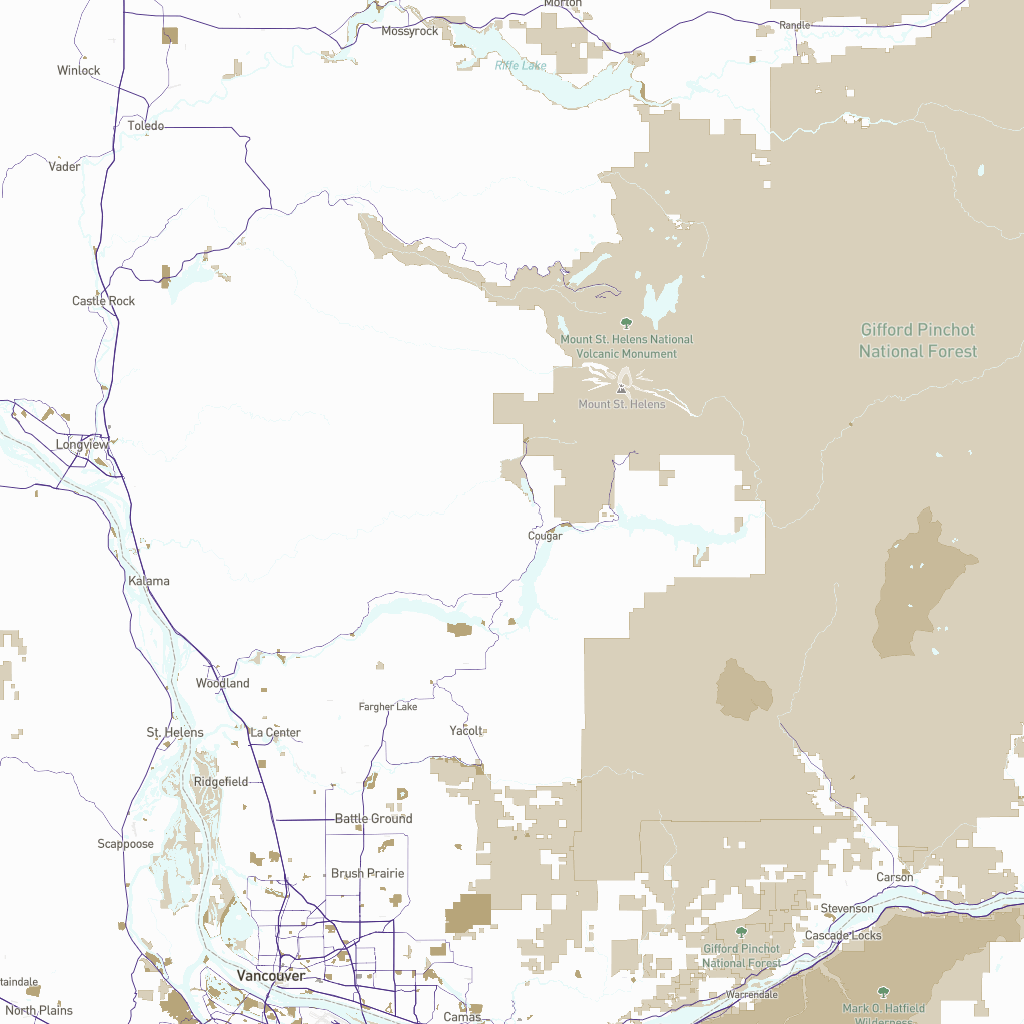 Morton
Mossyrock
Randle
Riffe Lake
Winlock
Toledo
Vader
Castle Rock
Gifford Pinchot
National Forest
Mount St. Helens National
Volcanic Monument
Mount St. Helens
Longview
Cougar
Kalama
Woodland
Fargher Lake
St. Helens
La Center
Yacolt
Ridgefield
Battle Ground
Scappoose
Brush Prairie
Carson
Stevenson
Cascade Locks
Gifford Pinchot
National Forest
Vancouver
taindale
North Plains
Warrendale
Camas
Mark O. Hatfield
Wilderness